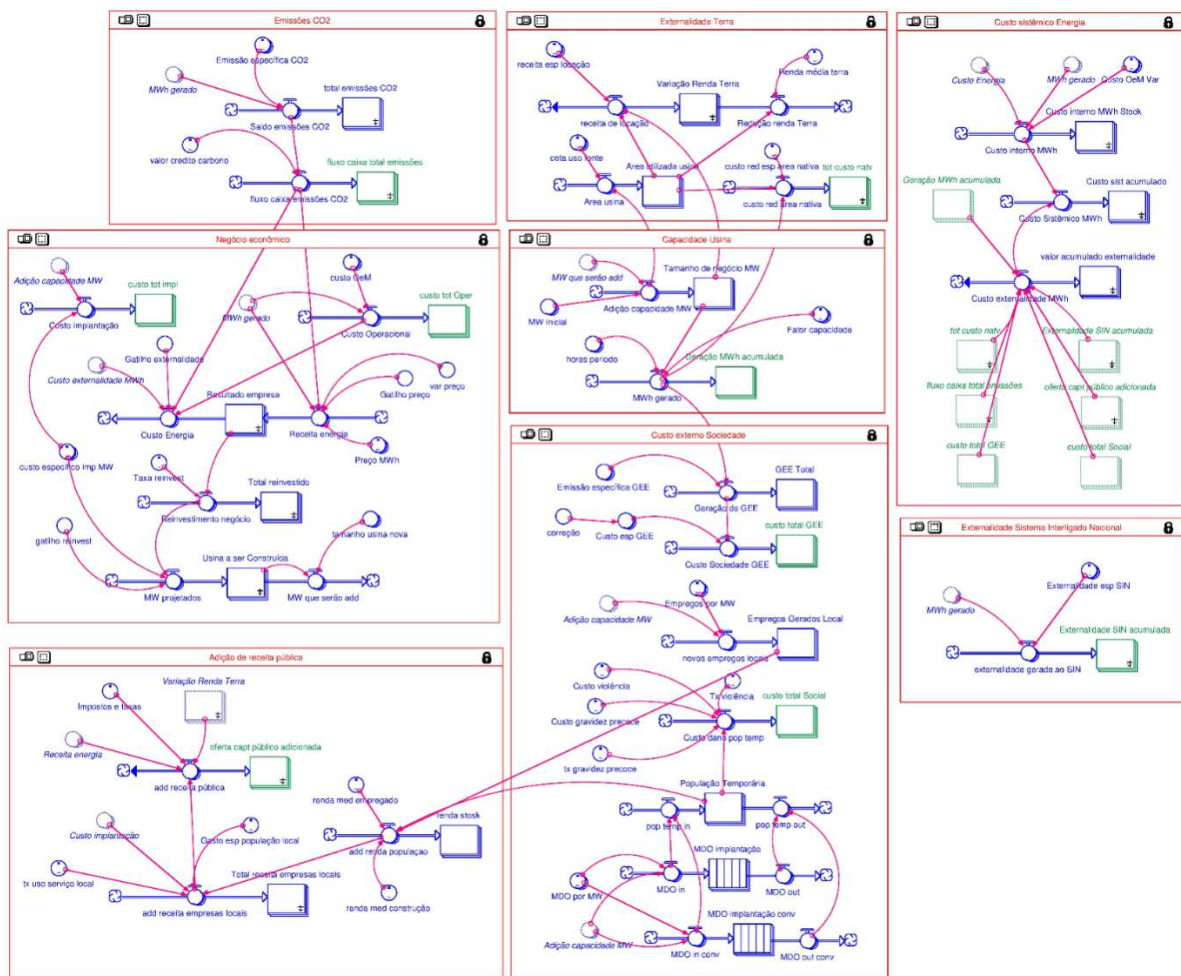 Emissões CO2
Emissão específica CO2
MWh gerado
total emissões CO2
Saldo emissões CO2
valor credito carbono
fluxo caixa total emissões
fluxo caixa emissões CO2
Externalidade Terra
receita esp locação
Variação Renda Terra
Renda média terra
receita de locação
Redução renda Terra
cota uso fonte
Area utilizada usina
custo red esp area nativa
tot custo natv
Area usina
custo red area nativa
Custo sistêmico Energia
Custo Energia
MWh gerado
Custo OeM Var
Custo interno MWh Stock
Custo interno MWh
Geração MWh acumulada
Custo sist acumulado
Custo Sistêmico MWh
valor acumulado externalidade
Custo externalidade MWh
tot custo natv
Externalidade SIN acumulada
fluxo caixa total emissões
oferta capt público adicionada
custo total GEE
custo total Social
Negócio econômico
Adição capacidade MW
custo tot impl
custo OeM
custo tot Oper
Custo implantação
MWh gerado
Custo Operacional
Gatilho externalidade
Custo externalidade MWh
var preço
Gatilho preço
Resultado empresa
Custo Energia
Receita energia
Preço MWh
custo específico imp MW
Taxa reinvest
Total reinvestido
Reinvestimento negócio
gatilho reinvest
tamanho usina nova
Usina a ser Construída
MW projetados
MW que serão add
Capacidade Usina
MW que serão add
Tamanho de negócio MW
MW inicial
Adição capacidade MW
Fator capacidade
horas periodo
Geração MWh acumulada
MWh gerado
Custo externo Sociedade
GEE Total
Emissão específica GEE
Geração de GEE
custo total GEE
correção
Custo esp GEE
Custo Sociedade GEE
Empregos por MW
Adição capacidade MW
Empregos Gerados Local
novos empregos locais
Custo violência
Tx violência
custo total Social
Custo gravidez precoce
Custo dano pop temp
tx gravidez precoce
População Temporária
pop temp in
pop temp out
MDO implantação
MDO por MW
MDO in
MDO out
MDO implantação conv
Adição capacidade MW
MDO in conv
MDO out conv
Externalidade Sistema Interligado Nacional
Externalidade esp SIN
MWh gerado
Externalidade SIN acumulada
externalidade gerada ao SIN
Adição de receita pública
Variação Renda Terra
Impostos e taxas
Receita energia
oferta capt público adicionada
add receita pública
renda med empregado
renda stosk
Custo implantação
Gasto esp população local
add renda populaçao
tx uso serviço local
Total receita empresas locais
add receita empresas locais
renda med construção